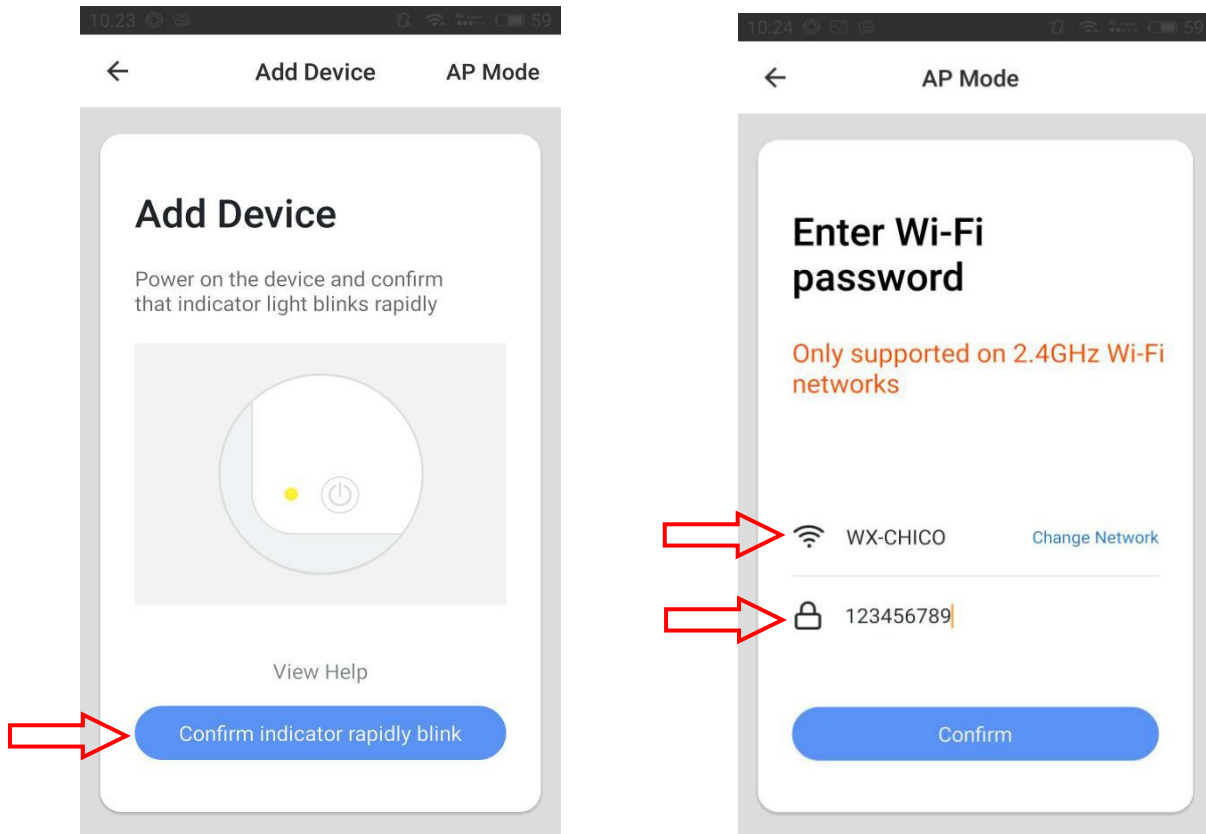 10:23
59
Add Device
AP Mode
Add Device
Power on the device and confirm
that indicator light blinks rapidly
View Help
Confirm indicator rapidly blink
10:24
59
AP Mode
Enter Wi-Fi
password
Only supported on 2.4GHz Wi-Fi
networks
WX-CHICO
Change Network
123456789
Confirm